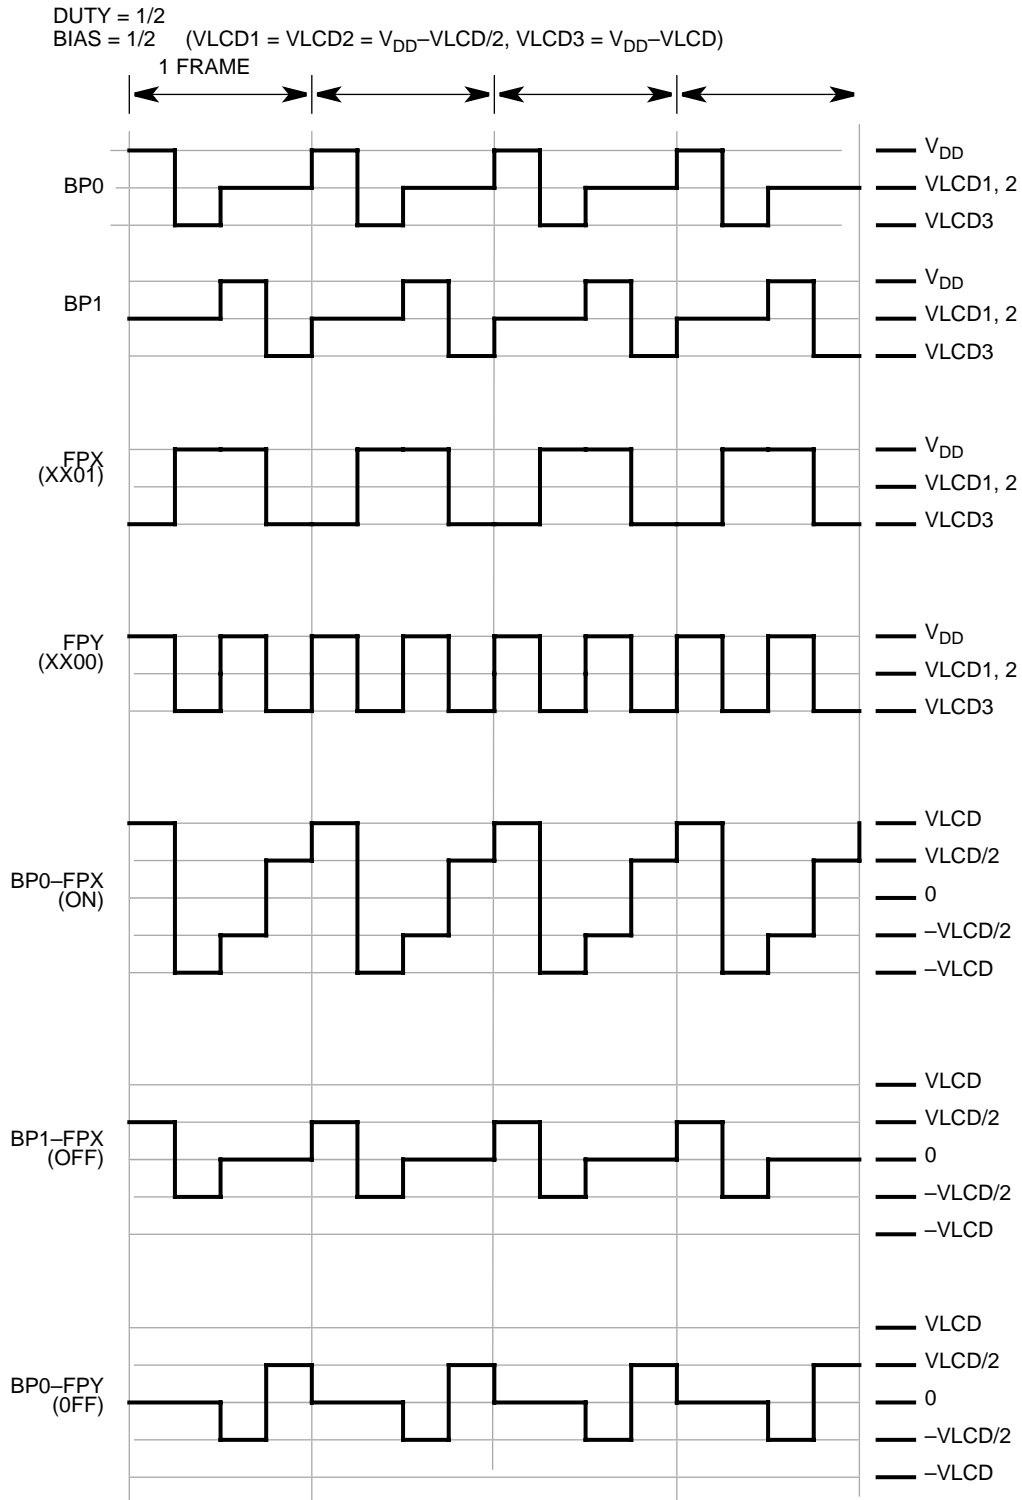 DUTY = 1/2
BIAS = 1/2 (VLCD1 = VLCD2 = VDD–VLCD/2, VLCD3 = VDD–VLCD)
1 FRAME
BP0
VDD
VLCD1, 2
VLCD3
BP1
VDD
VLCD1, 2
VLCD3
FPX
(XX01)
VDD
VLCD1, 2
VLCD3
FPY
(XX00)
VDD
VLCD1, 2
VLCD3
BP0–FPX
(ON)
VLCD
VLCD/2
0
–VLCD/2
–VLCD
BP1–FPX
(OFF)
VLCD
VLCD/2
0
–VLCD/2
–VLCD
BP0–FPY
(0FF)
VLCD
VLCD/2
0
–VLCD/2
–VLCD